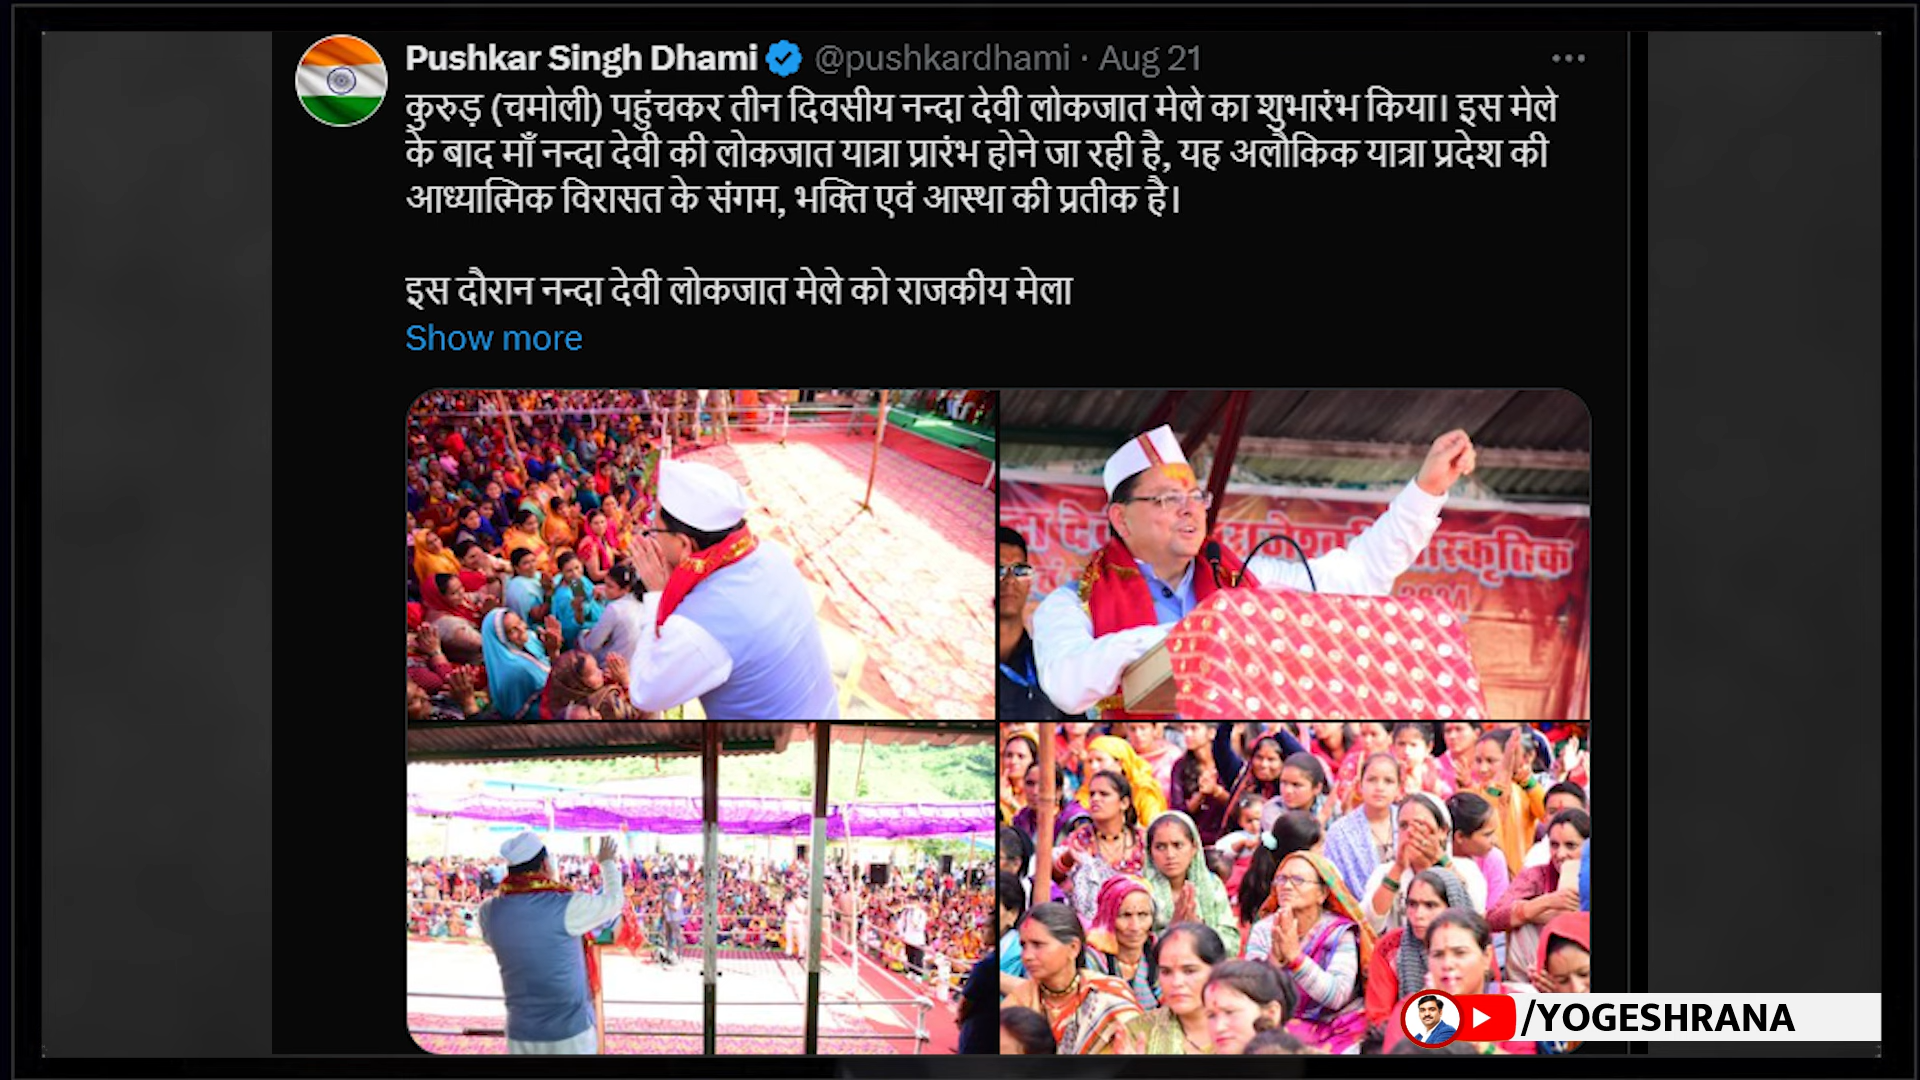 Pushkar Singh Dhami @pushkardhami · Aug 21
कुरुड़ (चमोली) पहुंचकर तीन दिवसीय नन्दा देवी लोकजात मेले का शुभारंभ किया। इस मेले
के बाद माँ नन्दा देवी की लोकजात यात्रा प्रारंभ होने जा रही है, यह अलौकिक यात्रा प्रदेश की
आध्यात्मिक विरासत के संगम, भक्ति एवं आस्था की प्रतीक है।
इस दौरान नन्दा देवी लोकजात मेले को राजकीय मेला
Show more
/YOGESHRANA